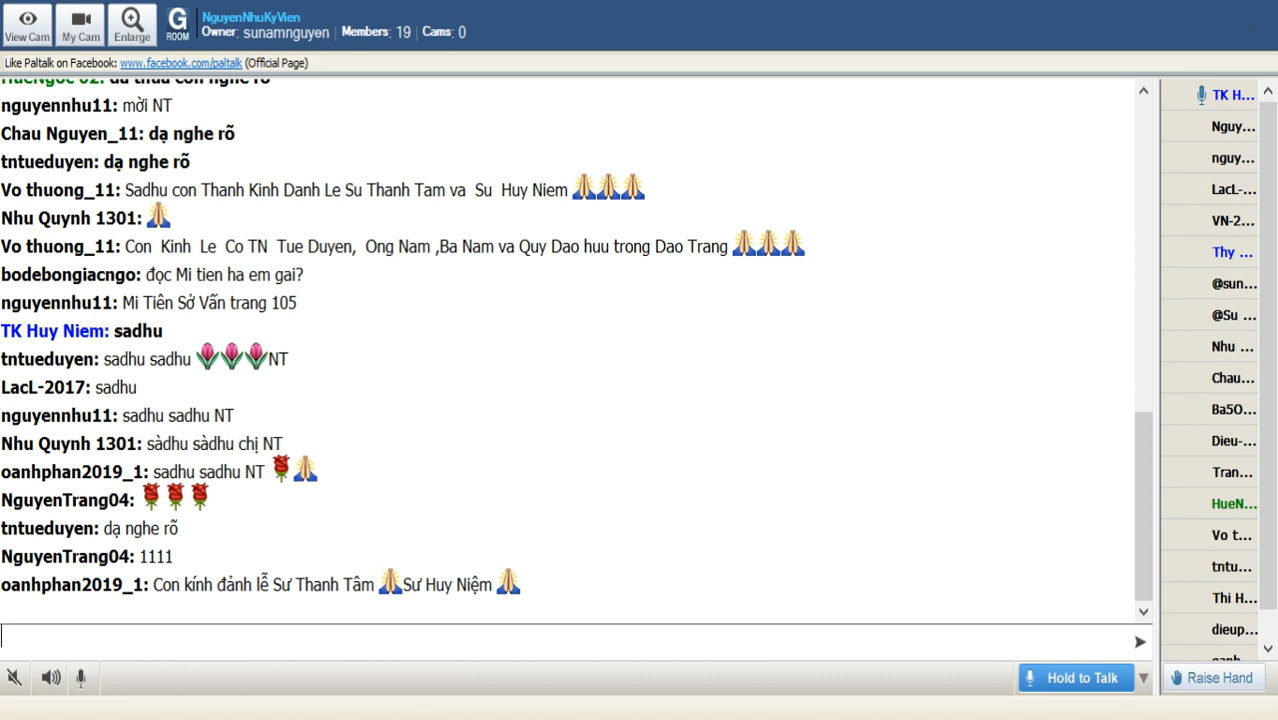 NguyenNhuKyVien
View Cam
My Cam
Enlarge
G
ROOM
Owner: sunamnguyen | Members: 19 | Cams: 0
Like Paltalk on Facebook: www.facebook.com/paltalk (Official Page)
nguyennhu11: mời NT
Chau Nguyen_11: dạ nghe rõ
tntueduyen: dạ nghe rõ
Vo thuong_11: Sadhu con Thanh Kinh Danh Le Su Thanh Tam va Su Huy Niem 🙏🙏🙏
Nhu Quynh 1301: 🙏
Vo thuong_11: Con Kinh Le Co TN Tue Duyen, Ong Nam ,Ba Nam va Quy Dao huu trong Dao Trang 🙏🙏🙏
bodebongiacngo: đọc Mi tien ha em gai?
nguyennhu11: Mi Tiên Sở Vấn trang 105
TK Huy Niem: sadhu
tntueduyen: sadhu sadhu 🌷🌷🌷NT
LacL-2017: sadhu
nguyennhu11: sadhu sadhu NT
Nhu Quynh 1301: sàdhu sàdhu chị NT
oanhphan2019_1: sadhu sadhu NT 🌹🙏
NguyenTrang04: 🌹🌹🌹
tntueduyen: dạ nghe rõ
NguyenTrang04: 1111
oanhphan2019_1: Con kính đảnh lễ Sư Thanh Tâm 🙏Sư Huy Niệm 🙏
TK H...
Nguy...
nguy...
LacL-...
VN-2...
Thy ...
@sun...
@Su ...
Nhu ...
Chau...
Ba5O...
Dieu-...
Tran...
HueN...
Vo t...
tntu...
Thi H...
dieup...
Hold to Talk
Raise Hand